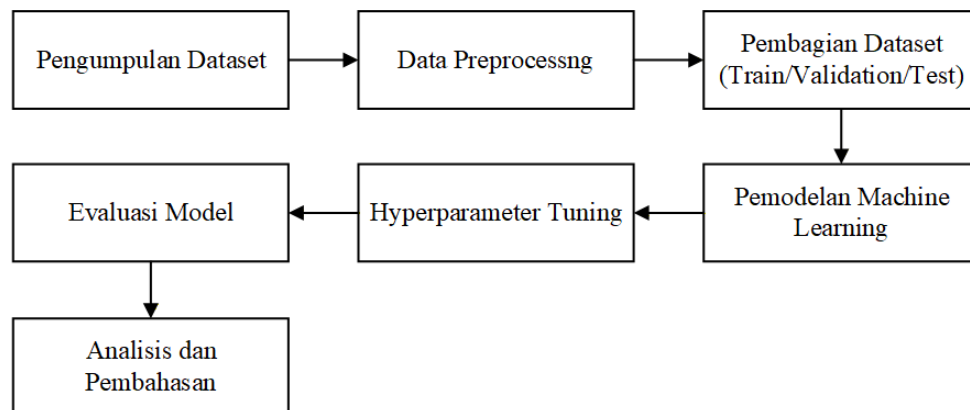 Pengumpulan Dataset
Data Preprocessng
Pembagian Dataset
(Train/Validation/Test)
Pemodelan Machine
Learning
Hyperparameter Tuning
Evaluasi Model
Analisis dan
Pembahasan